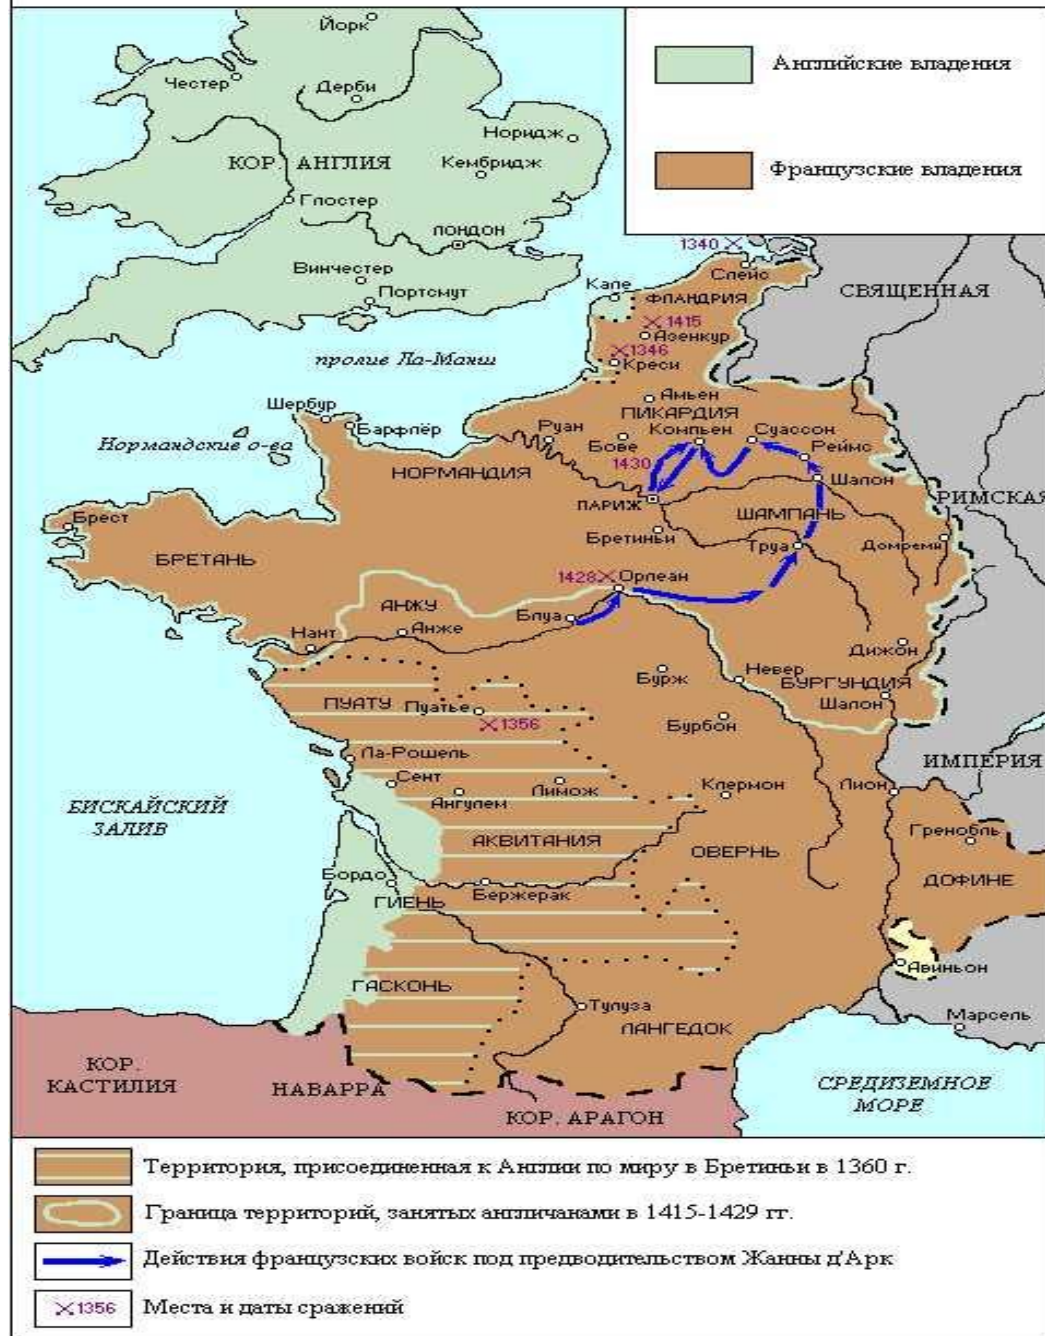 Йорк
Английские владения
Честер
Дерби
Норидж
КОР. АНГЛИЯ
Кембридж
Французские владения
Глостер
ЛОНДОН
1340
Слейс
Винчестер
Портсмут
Кале
ФЛАНДРИЯ
СВЯЩЕННАЯ
1415
Азенкур
пролив Ла-Манш
1346
Креси
Амьен
Шербур
Барфлёр
ПИКАРДИЯ
Нормандские о-ва
Руан
Бове
Компьен
Суассон
Реймс
НОРМАНДИЯ
1430
Шалон
РИМСКАЯ
ПАРИЖ
ШАМПАНЬ
Брест
Бретиньи
Труа
Домреми
БРЕТАНЬ
1428
Орлеан
АНЖУ
Блуа
Нант
Анже
Дижон
Бурж
Невер
БУРГУНДИЯ
Шалон
ПУАТУ
Пуатье
1356
Бурбон
Ла-Рошель
ИМПЕРИЯ
Сент
Ангулем
Лимож
Клермон
Лион
БИСКАЙСКИЙ
ЗАЛИВ
АКВИТАНИЯ
ОВЕРНЬ
Гренобль
Бордо
ГИЕНЬ
Бержерак
ДОФИНЕ
Авиньон
ГАСКОНЬ
Тулуза
ЛАНГЕДОК
Марсель
КОР.
КАСТИЛИЯ
НАВАРРА
КОР. АРАГОН
СРЕДИЗЕМНОЕ
МОРЕ
Территория, присоединенная к Англии по миру в Бретиньи в 1360 г.
Граница территорий, занятых англичанами в 1415-1429 гг.
Действия французских войск под предводительством Жанны д'Арк
1356
Места и даты сражений